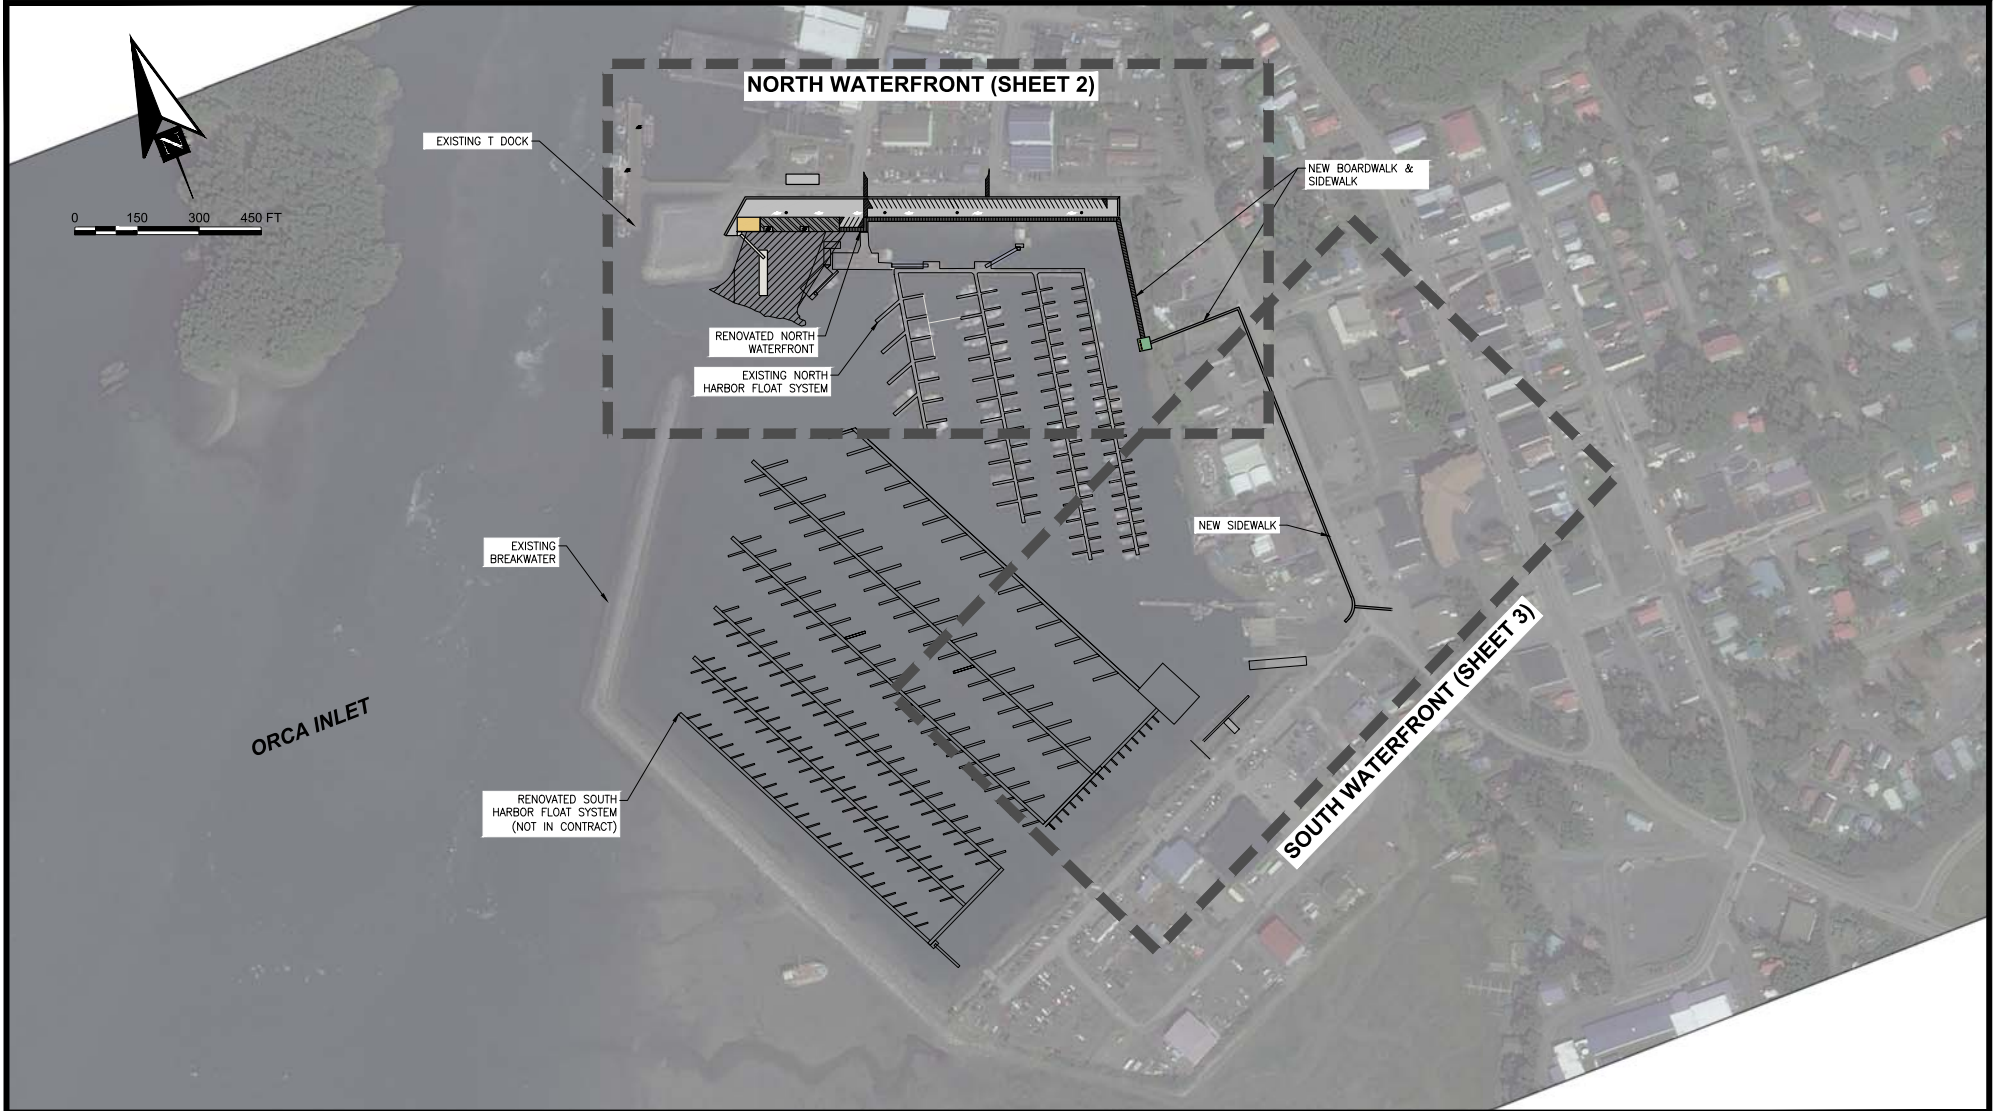 NORTH WATERFRONT (SHEET 2)
N
EXISTING T DOCK
NEW BOARDWALK &
SIDEWALK
0 150 300 450 FT
RENOVATED NORTH
WATERFRONT
EXISTING NORTH
HARBOR FLOAT SYSTEM
NEW SIDEWALK
EXISTING
BREAKWATER
ORCA INLET
SOUTH WATERFRONT (SHEET 3)
RENOVATED SOUTH
HARBOR FLOAT SYSTEM
(NOT IN CONTRACT)